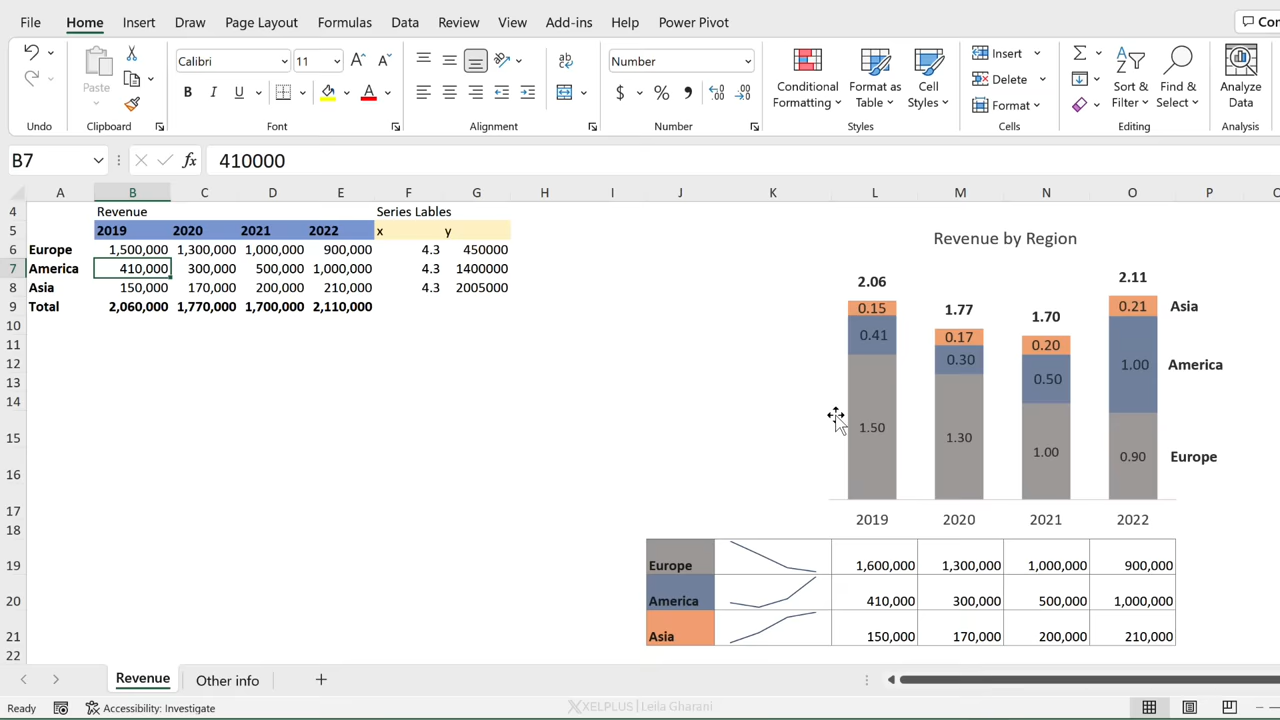 File Home Insert Draw Page Layout Formulas Data Review View Add-ins Help Power Pivot
Calibri 11 Number Insert
Paste Conditional Formatting Format as Table Cell Styles Delete Sort & Filter Find & Select Analyze Data
Format
Undo Clipboard Font Alignment Number Styles Cells Editing Analysis
B7 fx 410000
A B C D E F G H I J K L M N O P
4 Revenue Series Lables
5 2019 2020 2021 2022 x y
6 Europe 1,500,000 1,300,000 1,000,000 900,000 4.3 450000
7 America 410,000 300,000 500,000 1,000,000 4.3 1400000
8 Asia 150,000 170,000 200,000 210,000 4.3 2005000
9 Total 2,060,000 1,770,000 1,700,000 2,110,000
10
11
12
13
14
15
16
17
18
19
20
21
22
Revenue by Region
2.06 1.77 1.70 2.11
0.15 0.17 0.20 0.21 Asia
0.41 0.30 0.50 1.00 America
1.50 1.30 1.00 0.90 Europe
2019 2020 2021 2022
Europe 1,600,000 1,300,000 1,000,000 900,000
America 410,000 300,000 500,000 1,000,000
Asia 150,000 170,000 200,000 210,000
Revenue Other info
Ready Accessibility: Investigate XELPLUS | Leila Gharani